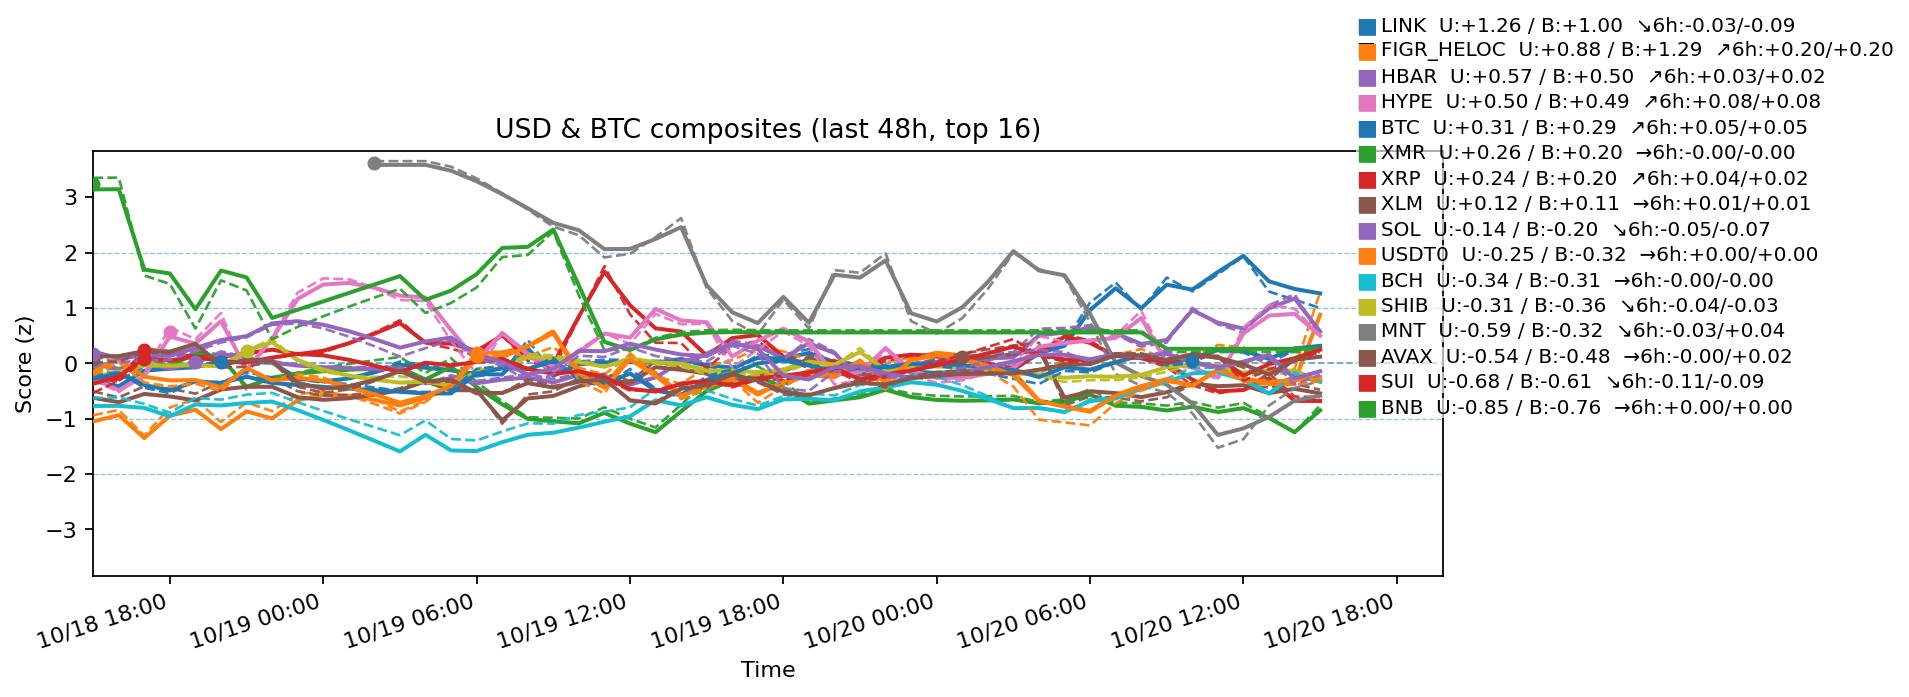 LINK  U:+1.26 / B:+1.00  ↘6h:-0.03/-0.09
FIGR_HELOC  U:+0.88 / B:+1.29  ↗6h:+0.20/+0.20
HBAR  U:+0.57 / B:+0.50  ↗6h:+0.03/+0.02
HYPE  U:+0.50 / B:+0.49  ↗6h:+0.08/+0.08
BTC  U:+0.31 / B:+0.29  ↗6h:+0.05/+0.05
XMR  U:+0.26 / B:+0.20  →6h:-0.00/-0.00
XRP  U:+0.24 / B:+0.20  ↗6h:+0.04/+0.02
XLM  U:+0.12 / B:+0.11  →6h:+0.01/+0.01
SOL  U:-0.14 / B:-0.20  ↘6h:-0.05/-0.07
USDT0  U:-0.25 / B:-0.32  →6h:+0.00/+0.00
BCH  U:-0.34 / B:-0.31  →6h:-0.00/-0.00
SHIB  U:-0.31 / B:-0.36  ↘6h:-0.04/-0.03
MNT  U:-0.59 / B:-0.32  ↘6h:-0.03/+0.04
AVAX  U:-0.54 / B:-0.48  →6h:-0.00/+0.02
SUI  U:-0.68 / B:-0.61  ↘6h:-0.11/-0.09
BNB  U:-0.85 / B:-0.76  →6h:+0.00/+0.00
USD & BTC composites (last 48h, top 16)
Score (z)
3
2
1
0
−1
−2
−3
10/18 18:00
10/19 00:00
10/19 06:00
10/19 12:00
10/19 18:00
10/20 00:00
10/20 06:00
10/20 12:00
10/20 18:00
Time